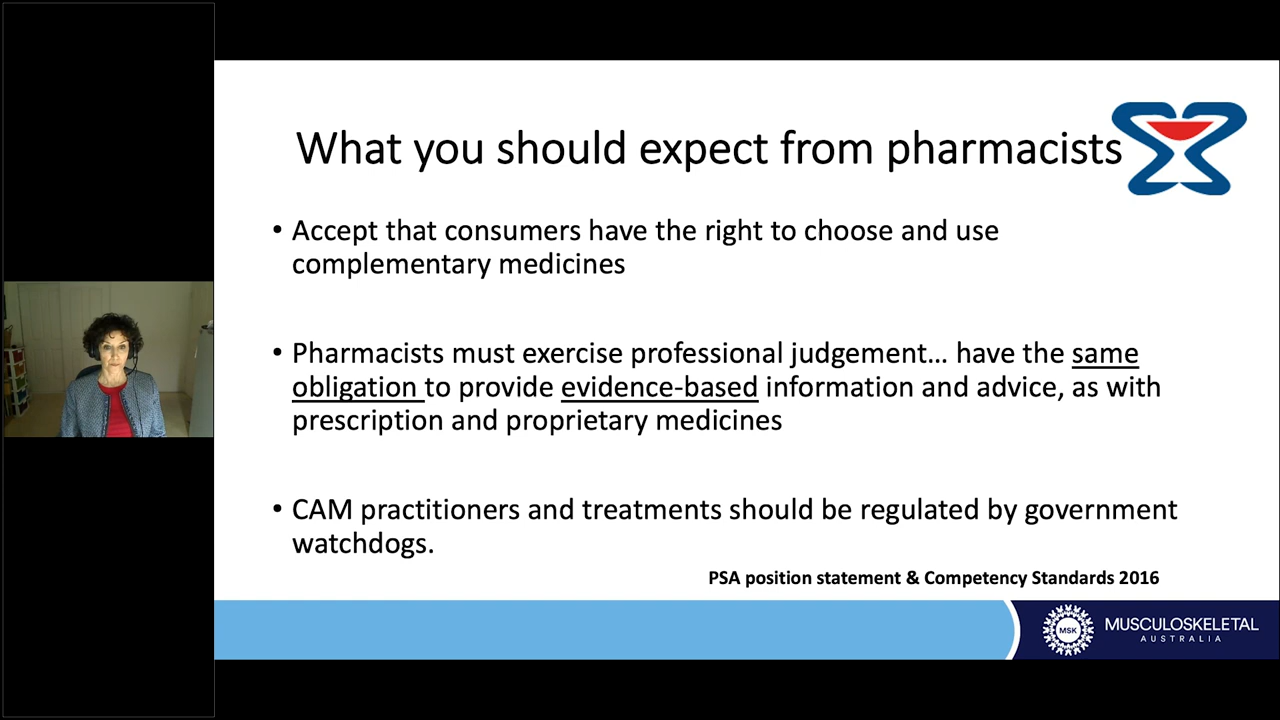 What you should expect from pharmacists
• Accept that consumers have the right to choose and use
complementary medicines
• Pharmacists must exercise professional judgement... have the same
obligation to provide evidence-based information and advice, as with
prescription and proprietary medicines
• CAM practitioners and treatments should be regulated by government
watchdogs.
PSA position statement & Competency Standards 2016
MSK
MUSCULOSKELETAL
AUSTRALIA